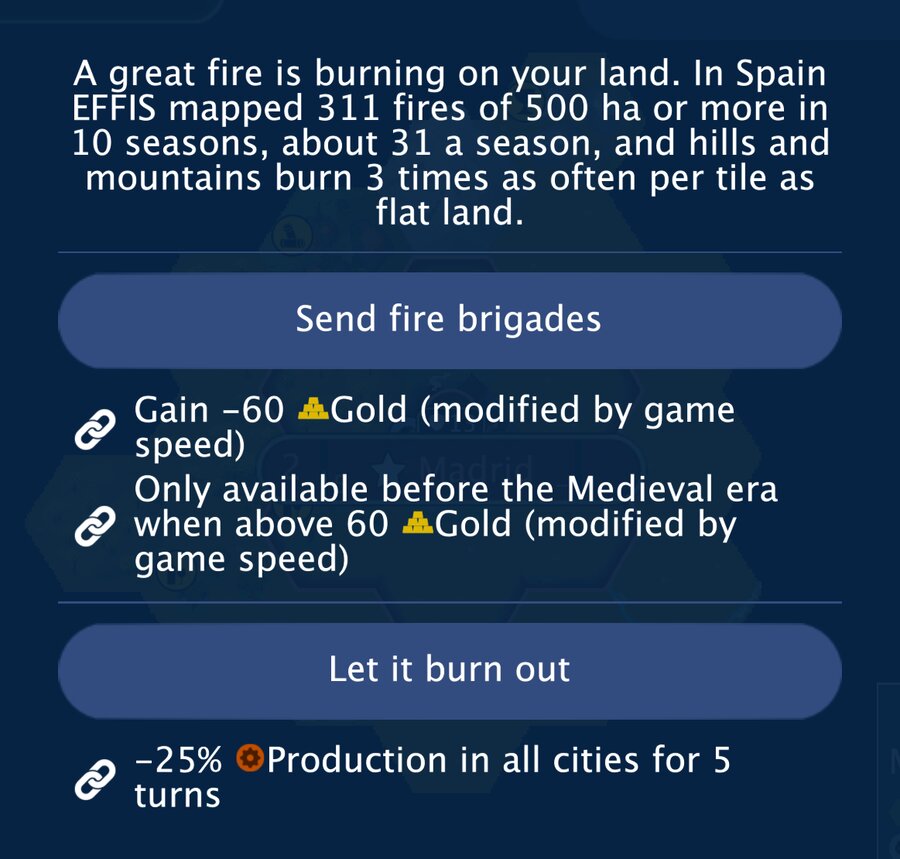 A great fire is burning on your land. In Spain
EFFIS mapped 311 fires of 500 ha or more in
10 seasons, about 31 a season, and hills and
mountains burn 3 times as often per tile as
flat land.
Send fire brigades
Gain -60 Gold (modified by game
speed)
Only available before the Medieval era
when above 60 Gold (modified by
game speed)
Madrid
Let it burn out
-25% Production in all cities for 5
turns